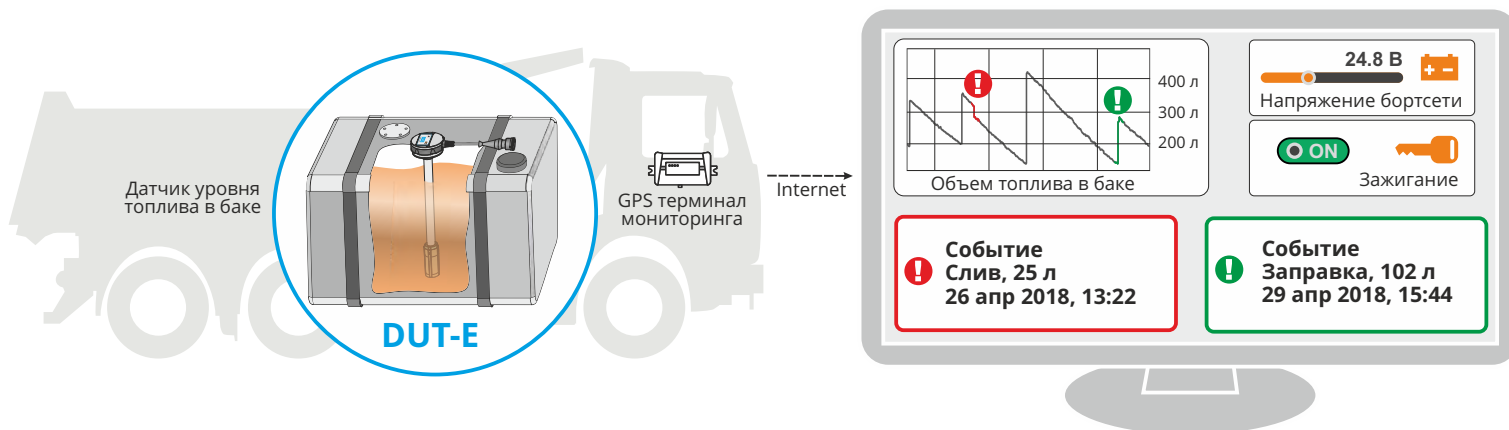 Датчик уровня
топлива в баке
DUT-E
GPS терминал
мониторинга
Internet
400 л
300 л
200 л
Объем топлива в баке
24.8 В
Напряжение бортсети
ON
Зажигание
Событие
Слив, 25 л
26 апр 2018, 13:22
Событие
Заправка, 102 л
29 апр 2018, 15:44